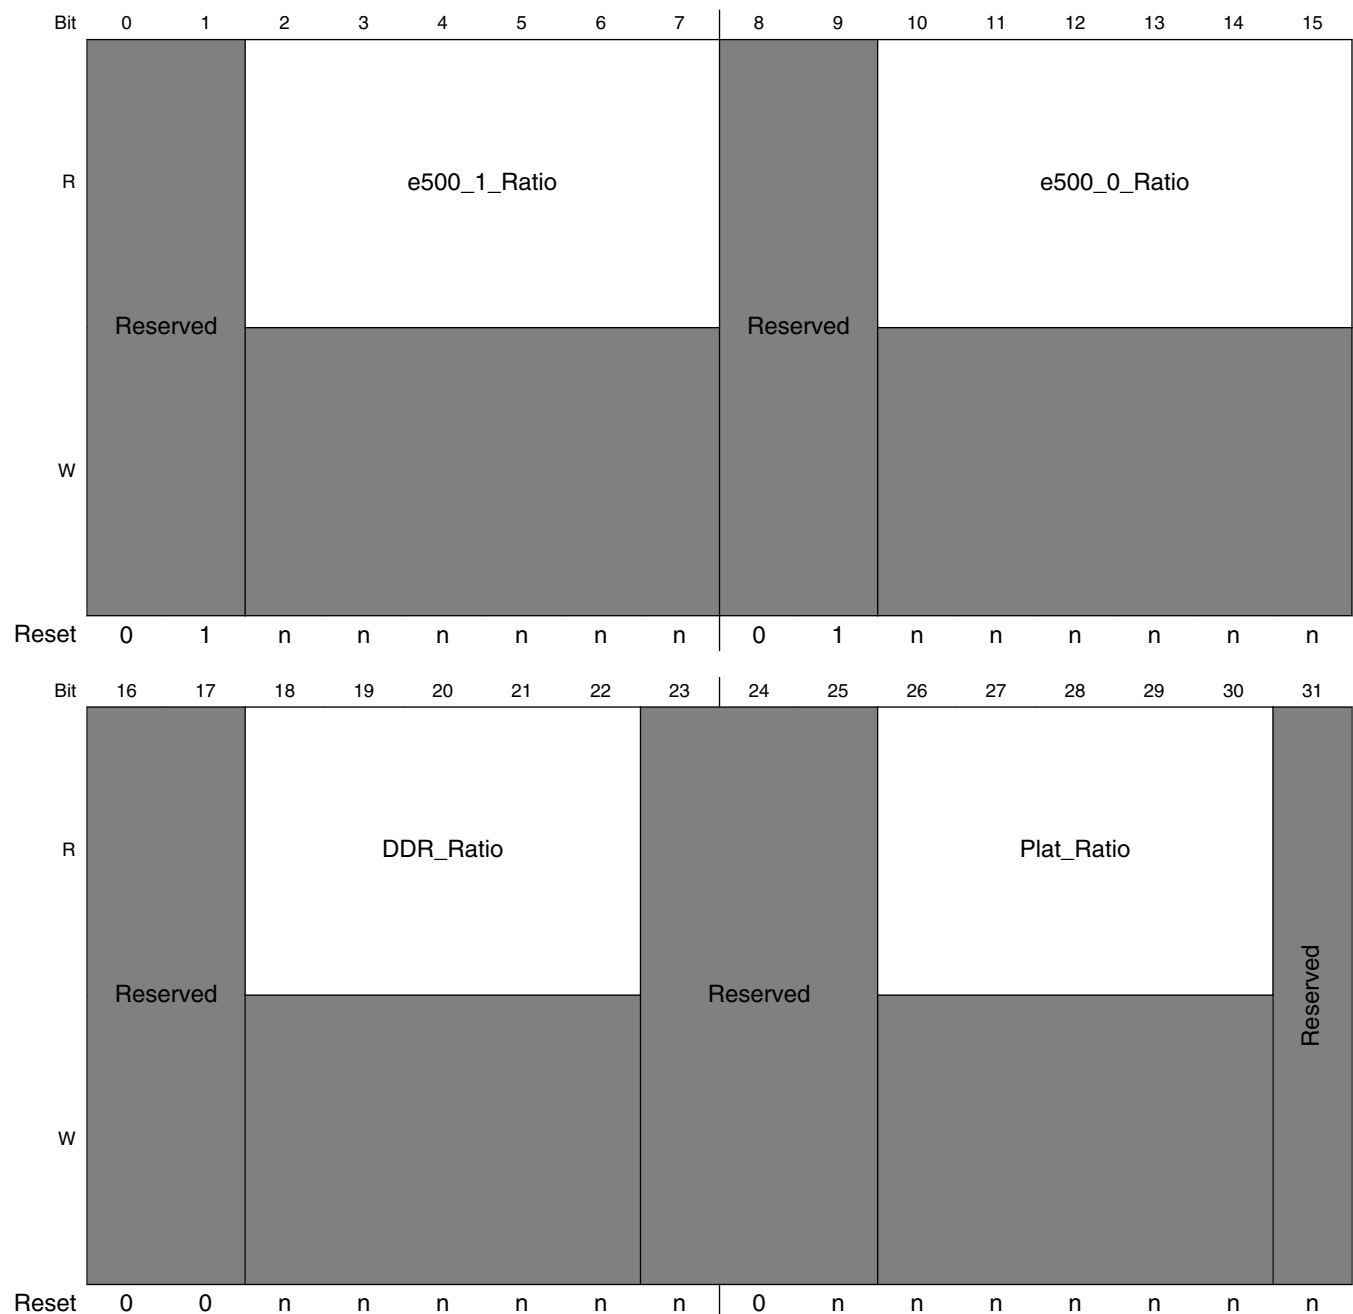 Bit 0 1 2 3 4 5 6 7 8 9 10 11 12 13 14 15
R e500_1_Ratio e500_0_Ratio
Reserved Reserved
W
Reset 0 1 n n n n n n 0 1 n n n n n n
Bit 16 17 18 19 20 21 22 23 24 25 26 27 28 29 30 31
R DDR_Ratio Plat_Ratio
Reserved Reserved Reserved
W
Reset 0 0 n n n n n n 0 n n n n n n n